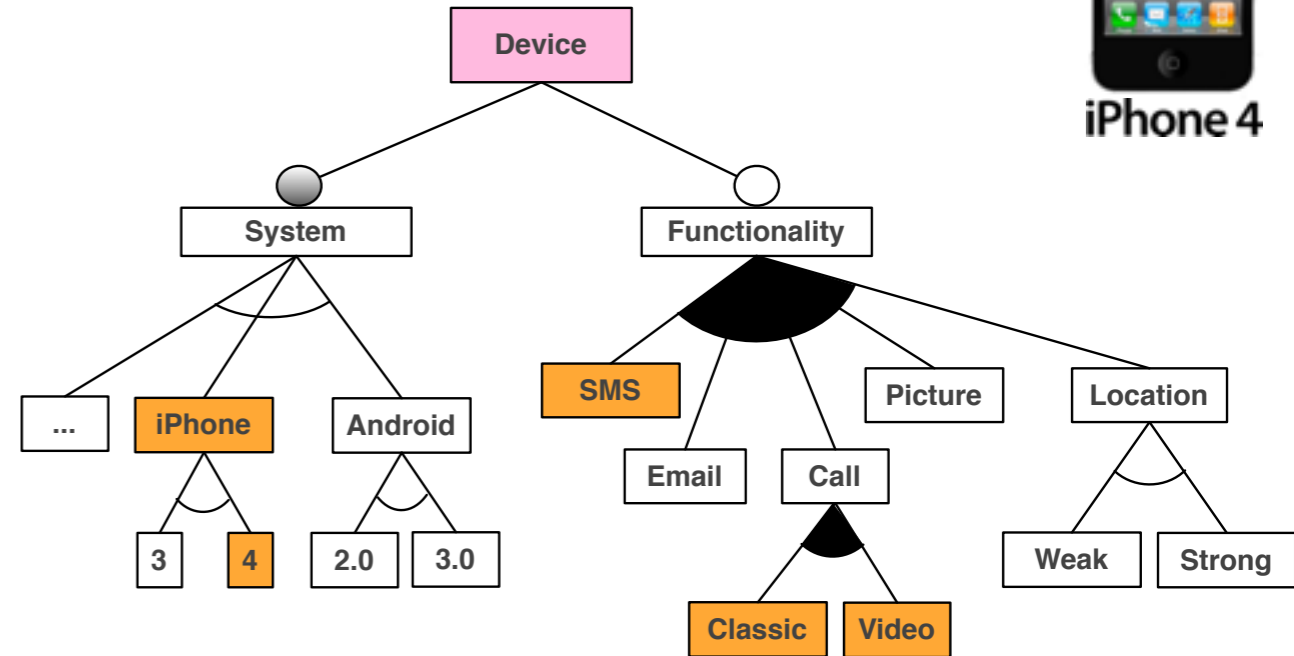 Device
iPhone 4
System
Functionality
...
iPhone
Android
SMS
Picture
Location
Email
Call
3
4
2.0
3.0
Weak
Strong
Classic
Video